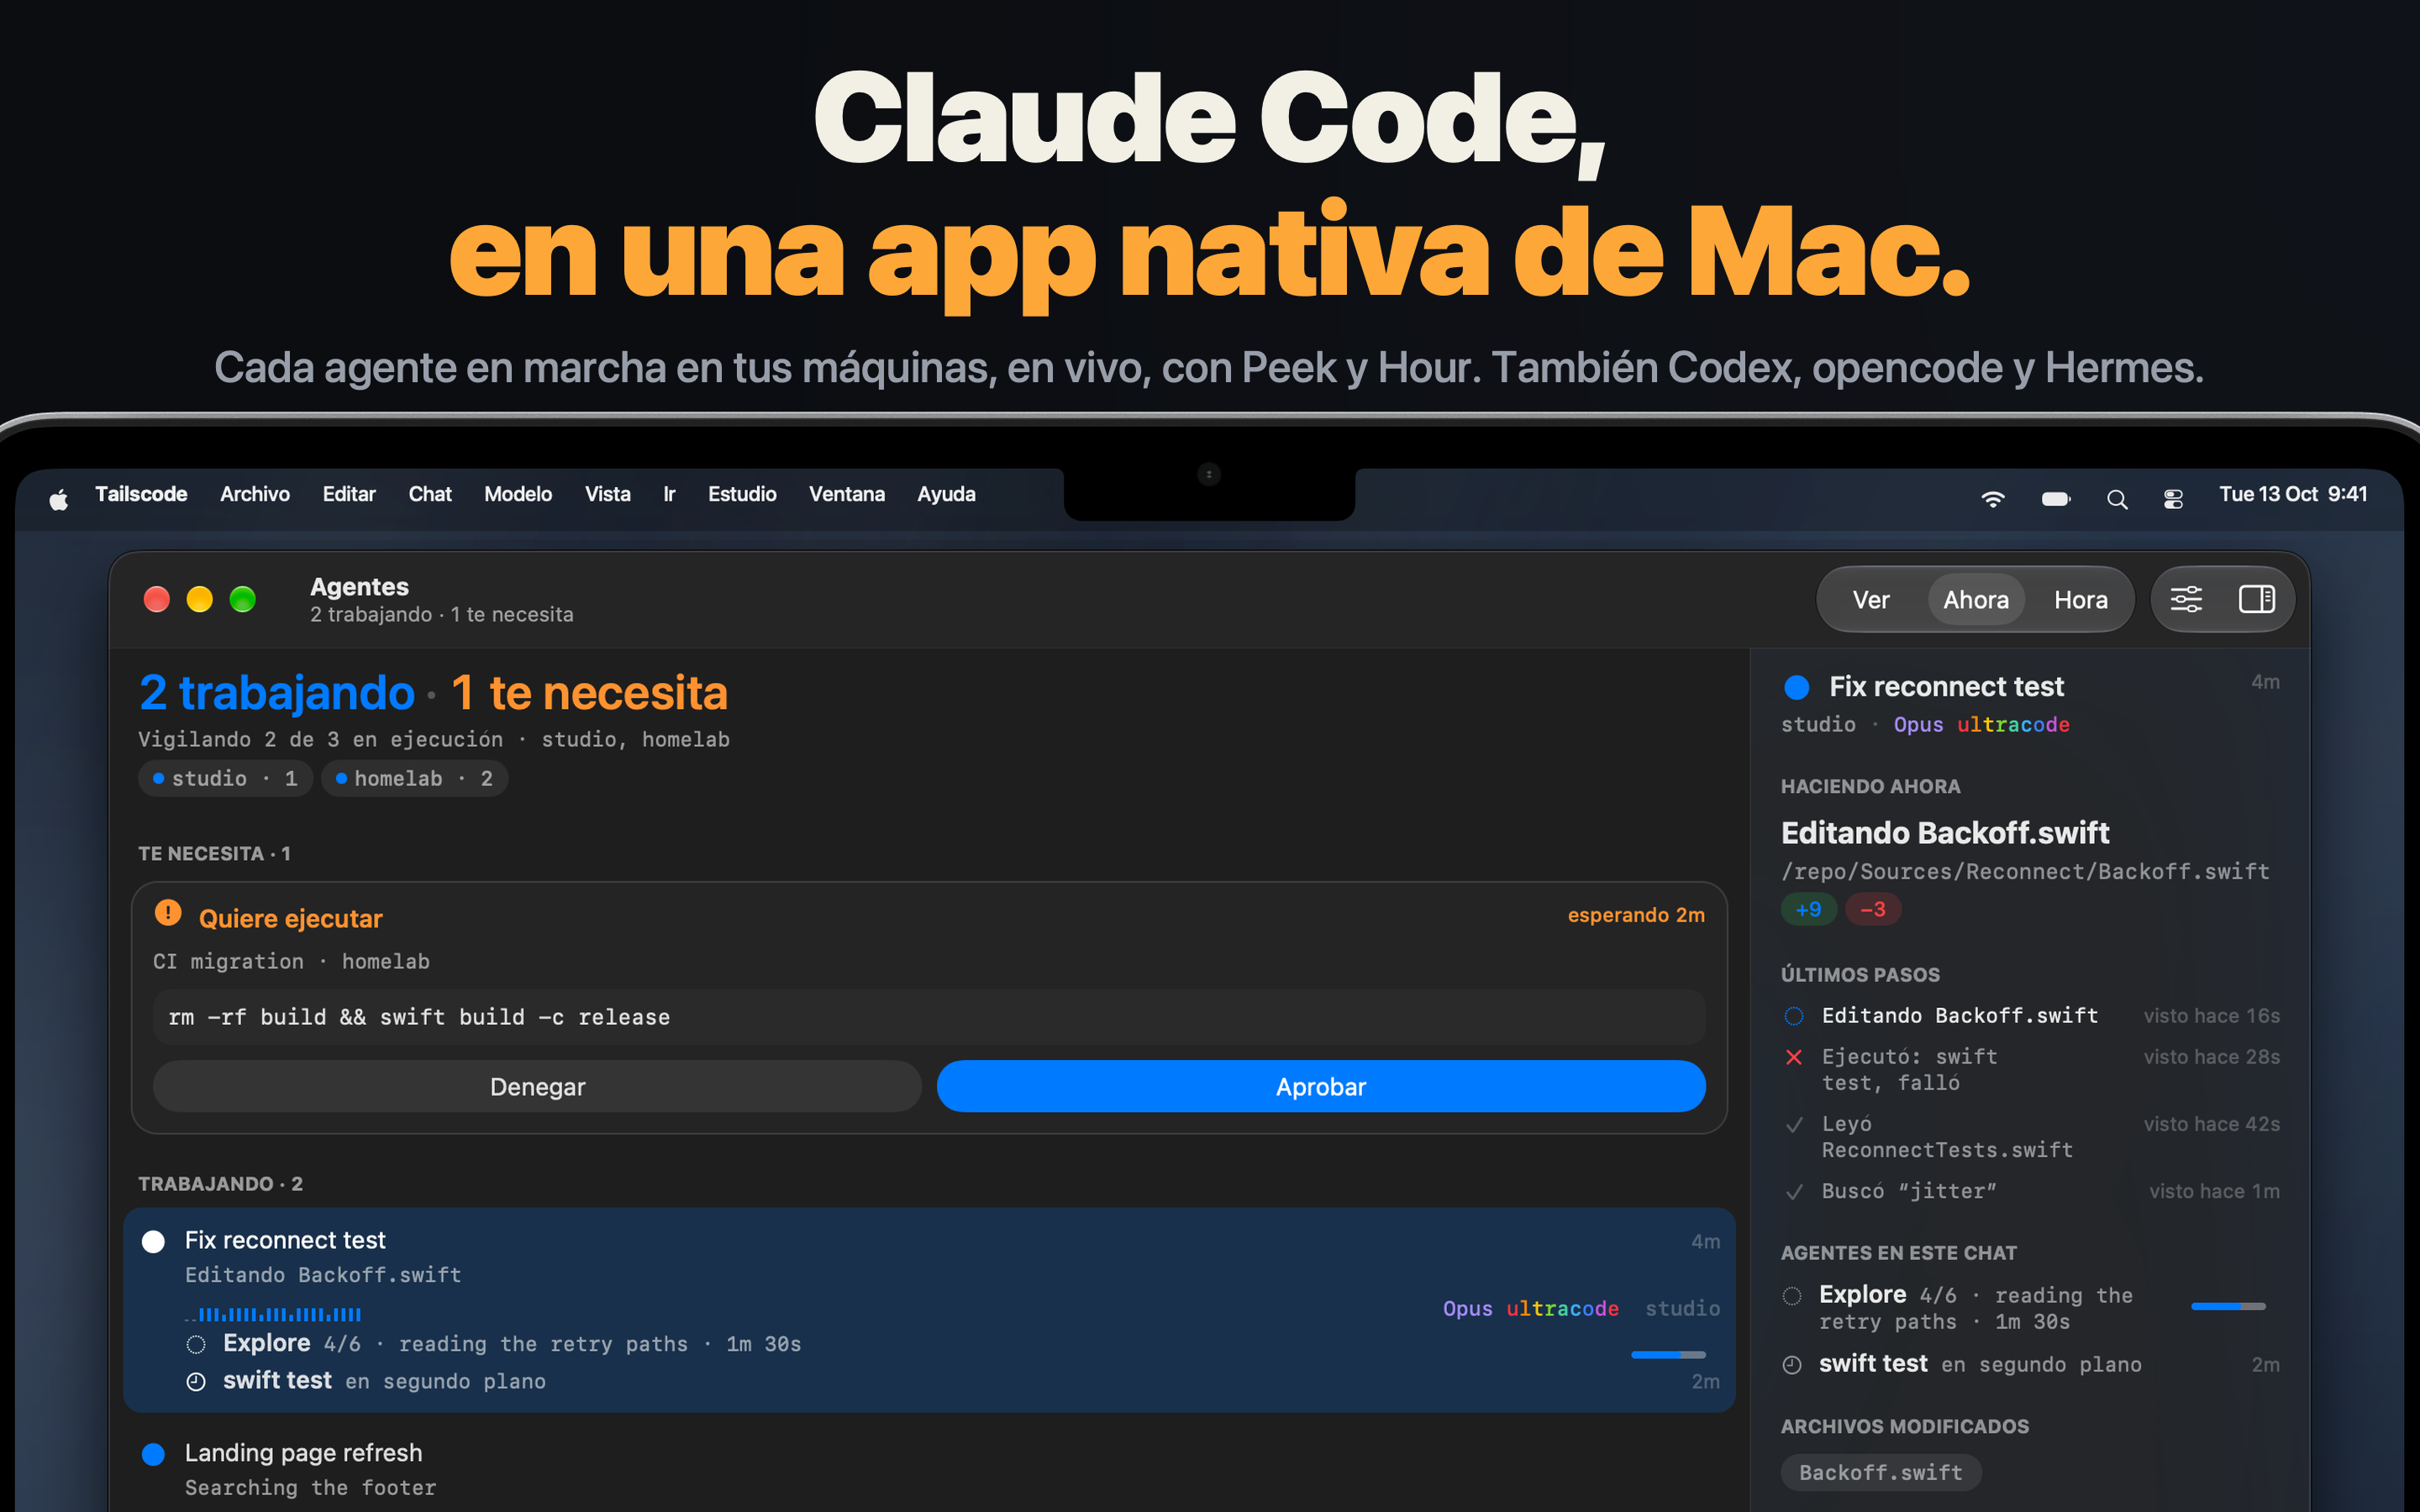 Claude Code,
en una app nativa de Mac.
Cada agente en marcha en tus máquinas, en vivo, con Peek y Hour. También Codex, opencode y Hermes.
Tailscode Archivo Editar Chat Modelo Vista Ir Estudio Ventana Ayuda
Tue 13 Oct 9:41
Agentes
2 trabajando · 1 te necesita
Ver Ahora Hora
2 trabajando · 1 te necesita
Vigilando 2 de 3 en ejecución · studio, homelab
studio · 1 homelab · 2
TE NECESITA · 1
Quiere ejecutar
esperando 2m
CI migration · homelab
rm -rf build && swift build -c release
Denegar Aprobar
TRABAJANDO · 2
Fix reconnect test 4m
Editando Backoff.swift
Opus ultracode studio
Explore 4/6 · reading the retry paths · 1m 30s
swift test en segundo plano 2m
Landing page refresh
Searching the footer
Fix reconnect test 4m
studio · Opus ultracode
HACIENDO AHORA
Editando Backoff.swift
/repo/Sources/Reconnect/Backoff.swift
+9 −3
ÚLTIMOS PASOS
Editando Backoff.swift visto hace 16s
Ejecutó: swift visto hace 28s
test, falló
Leyó visto hace 42s
ReconnectTests.swift
Buscó “jitter” visto hace 1m
AGENTES EN ESTE CHAT
Explore 4/6 · reading the
retry paths · 1m 30s
swift test en segundo plano 2m
ARCHIVOS MODIFICADOS
Backoff.swift